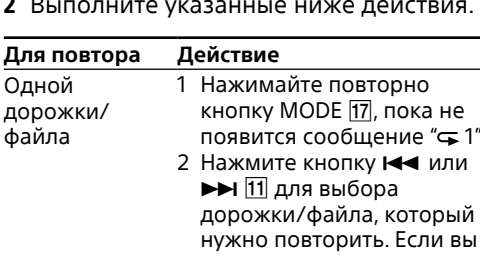 2 Выполните указанные ниже действия.
Для повтора Действие
Одной 1 Нажимайте повторно
дорожки/ кнопку MODE 17, пока не
файла появится сообщение “⮎ 1”
2 Нажмите кнопку ⏮ или
⏭ 11 для выбора
дорожки/файла, который
нужно повторить. Если вы